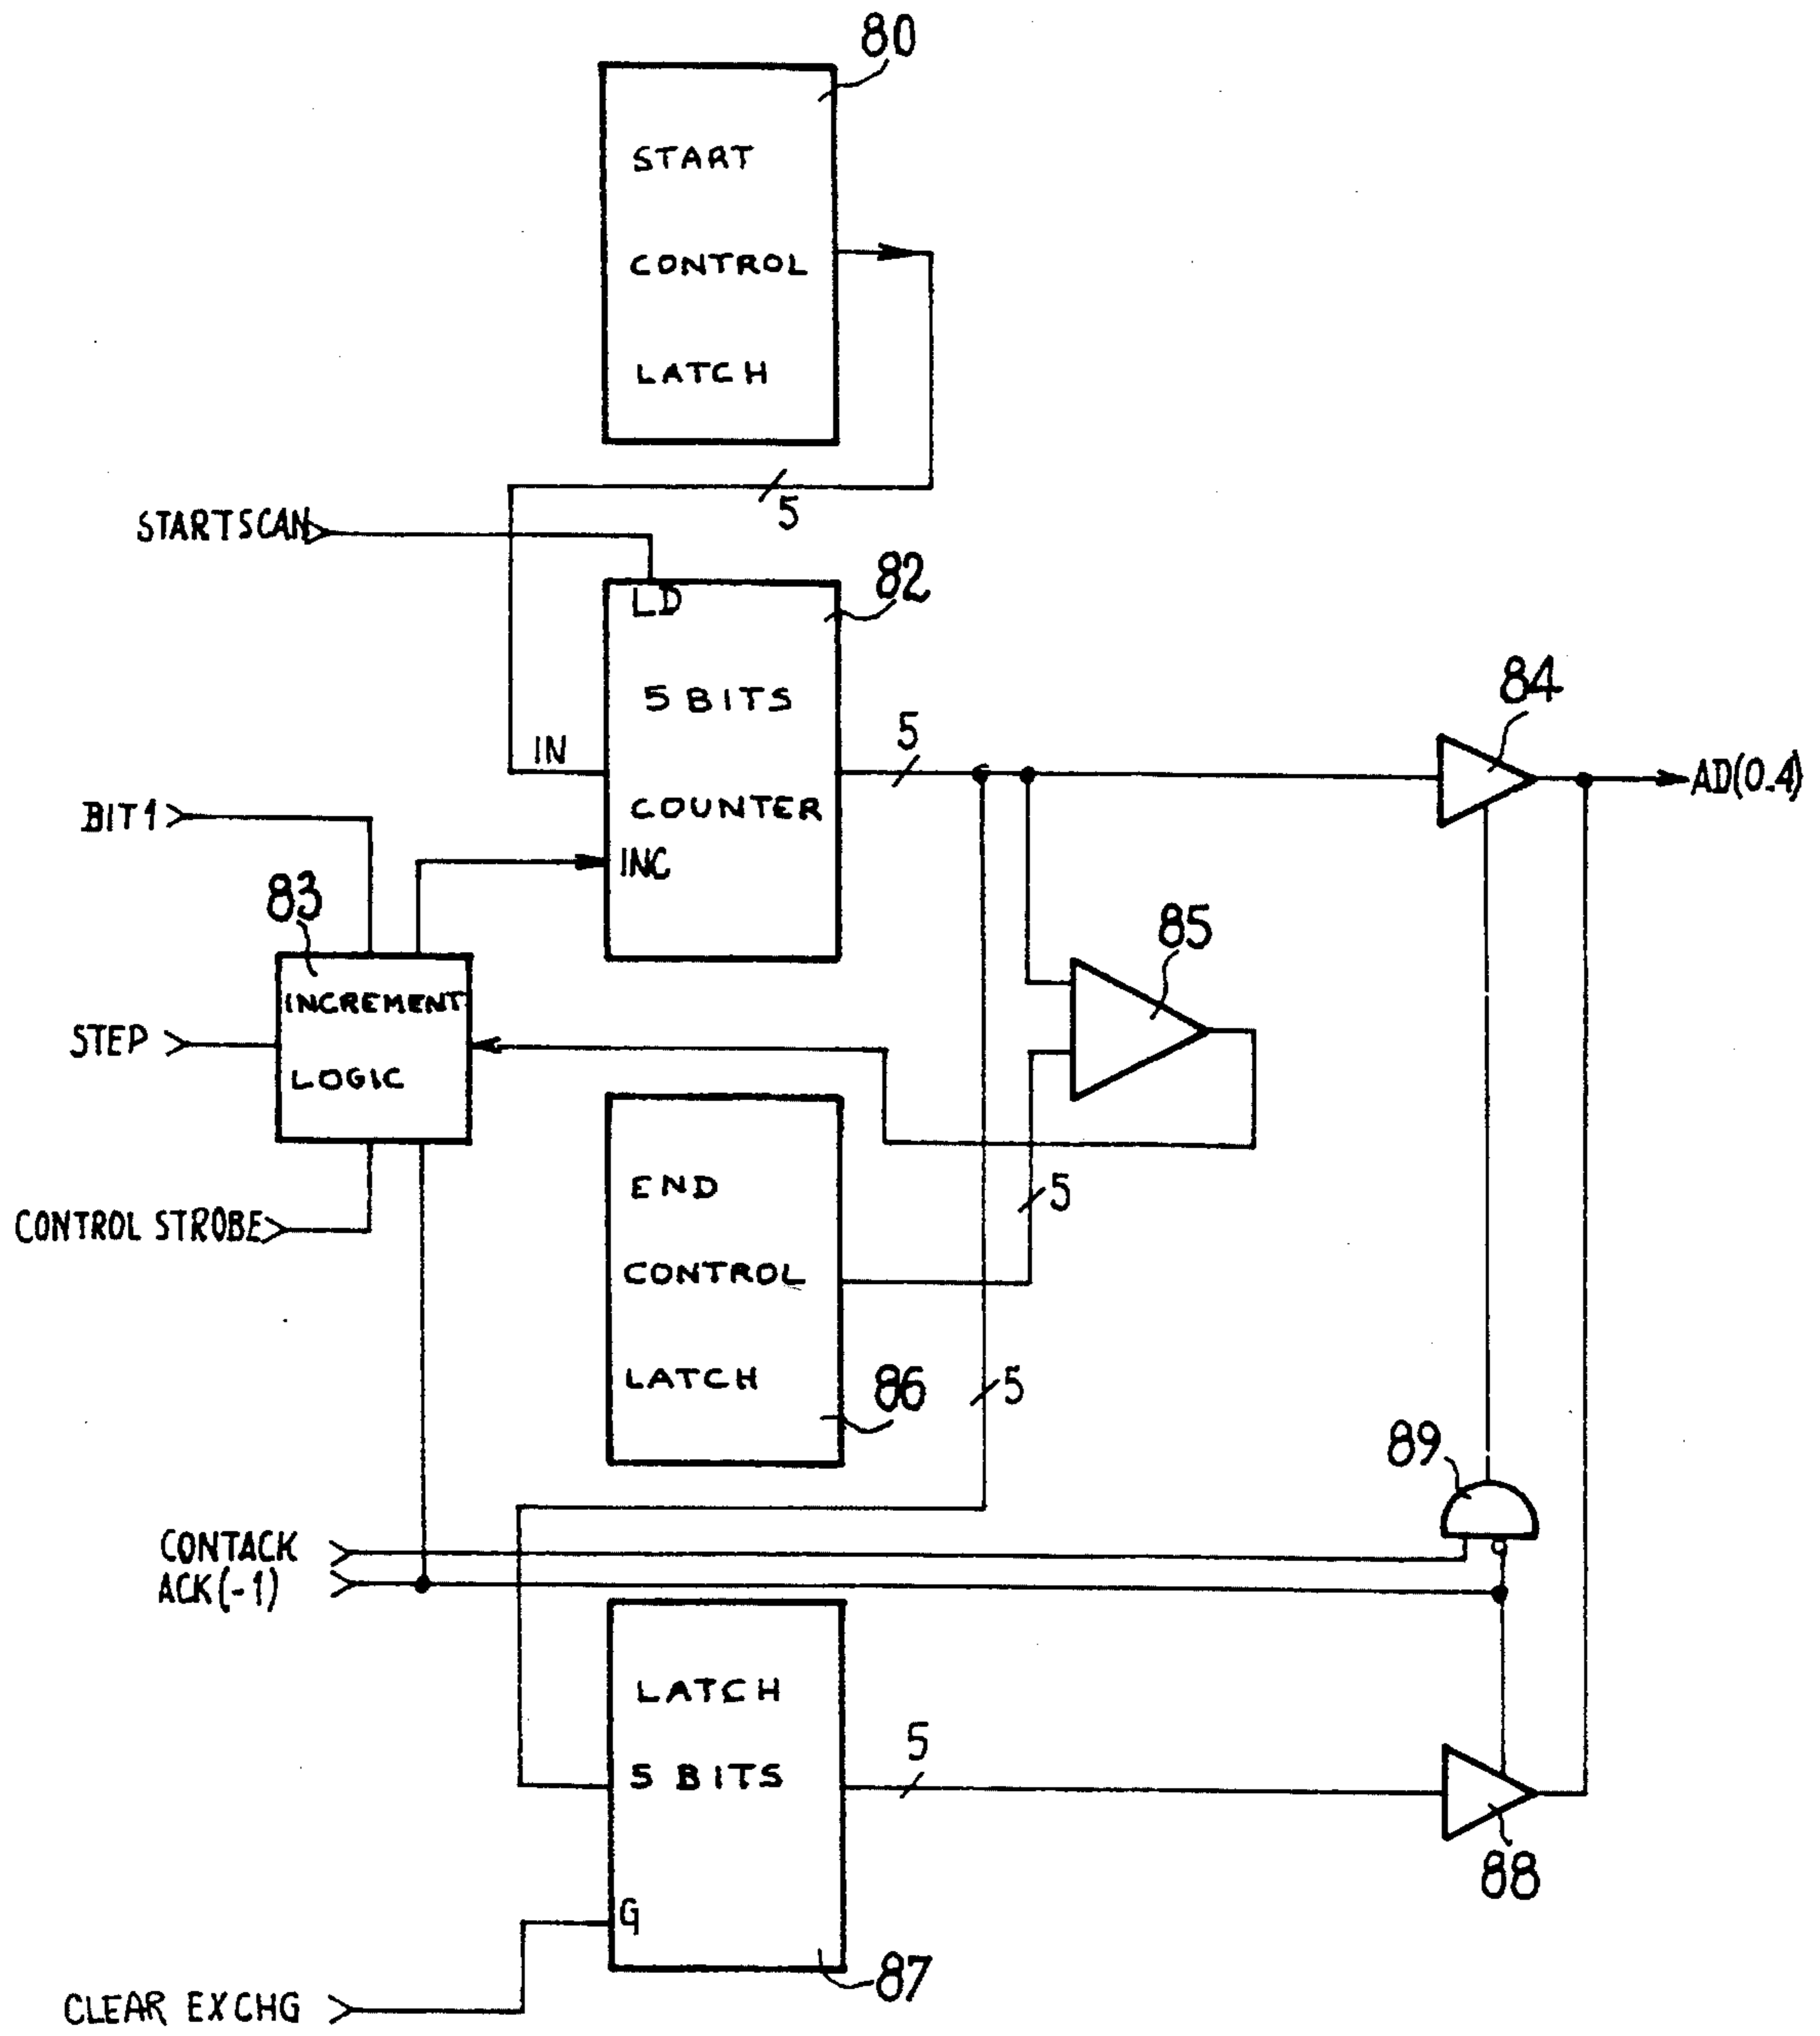 80
START
CONTROL
LATCH
5
STARTSCAN
82
LD
5 BITS
COUNTER
IN
INC
5
84
AD(0..4)
BIT1
83
INCREMENT
LOGIC
STEP
85
CONTROL STROBE
END
CONTROL
LATCH
86
5
5
89
CONTACK
ACK(-1)
LATCH
5 BITS
G
5
88
87
CLEAR EXCHG